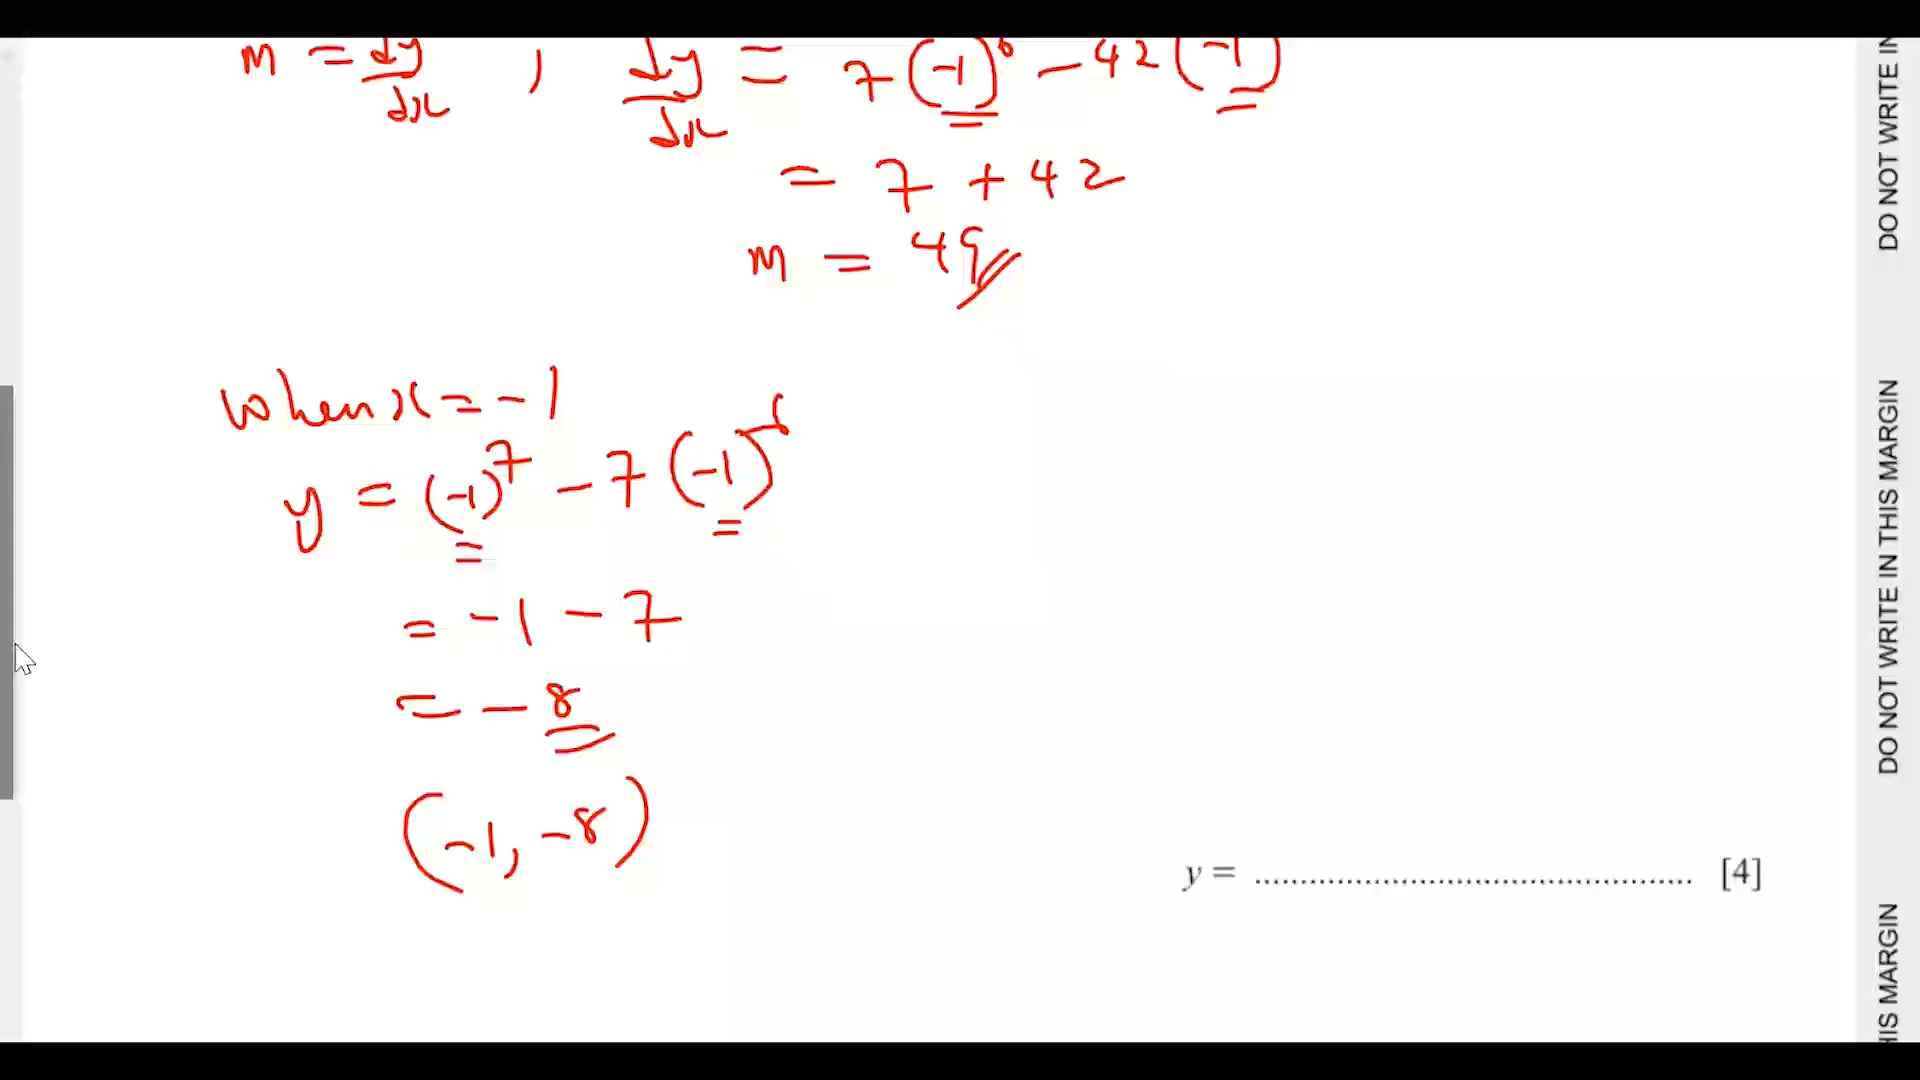 m = dy/dx , dy/dx = 7(-1)⁶ - 42(-1)
= 7 + 42
m = 49
when x = -1
y = (-1)⁷ - 7(-1)⁶
= -1 - 7
= -8
(-1, -8)
y = ................................................ [4]
DO NOT WRITE IN
DO NOT WRITE IN THIS MARGIN
HIS MARGIN